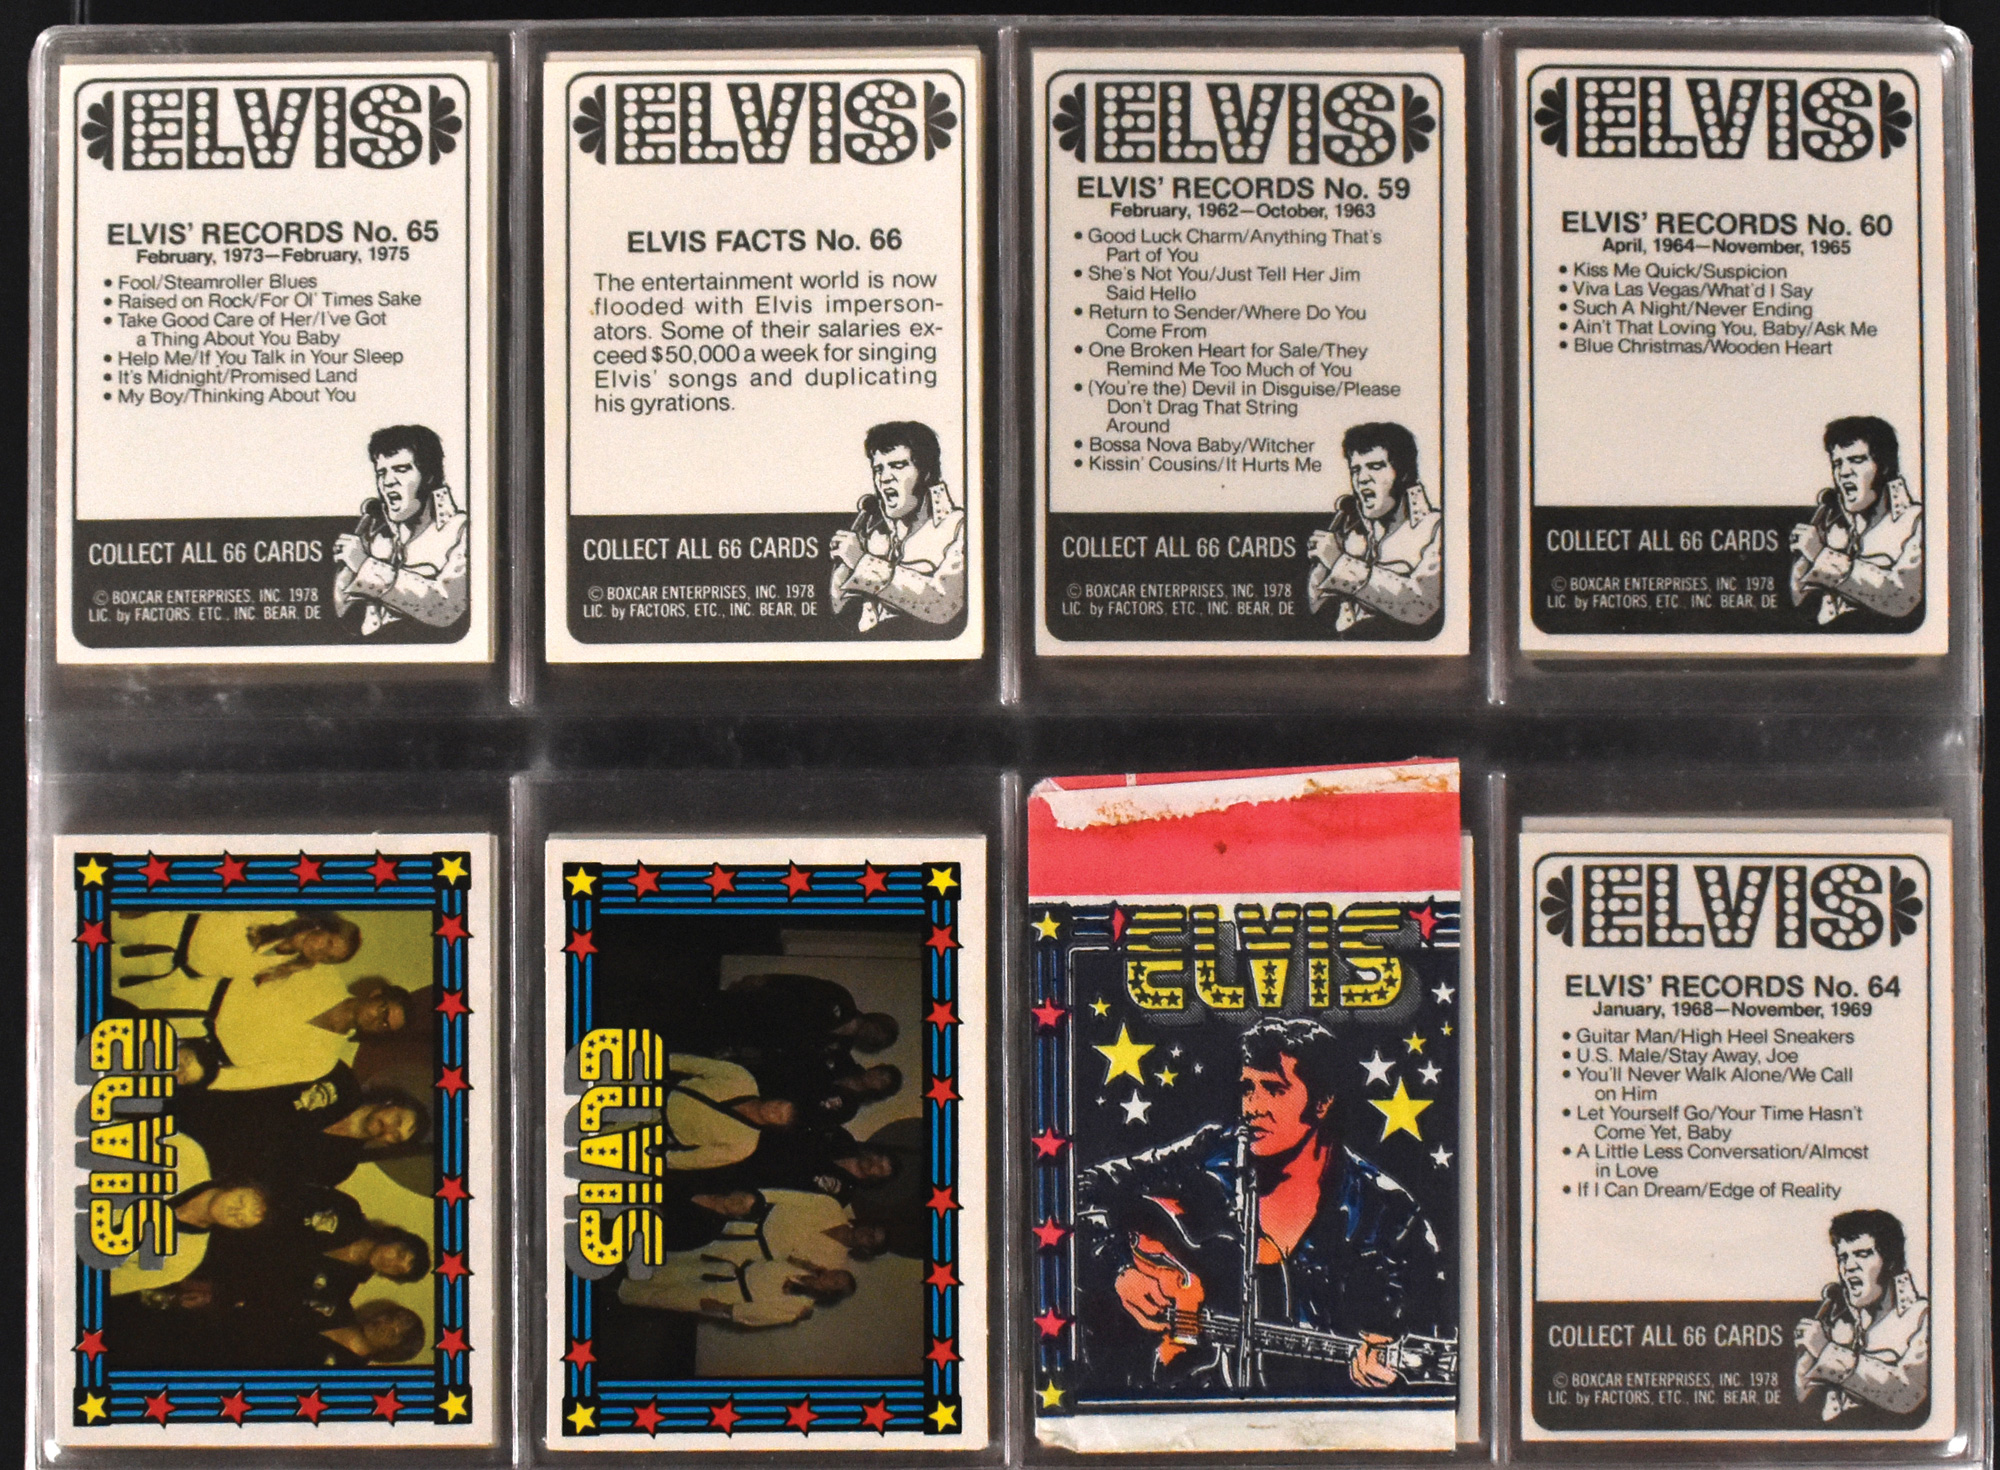 ELVIS
ELVIS' RECORDS No. 65
February, 1973—February, 1975
• Fool/Steamroller Blues
• Raised on Rock/For Ol' Times Sake
• Take Good Care of Her/I've Got
a Thing About You Baby
• Help Me/If You Talk in Your Sleep
• It's Midnight/Promised Land
• My Boy/Thinking About You
COLLECT ALL 66 CARDS
© BOXCAR ENTERPRISES, INC. 1978
LIC. by FACTORS, ETC., INC. BEAR, DE
ELVIS
ELVIS FACTS No. 66
The entertainment world is now
flooded with Elvis imperson-
ators. Some of their salaries ex-
ceed $50,000 a week for singing
Elvis' songs and duplicating
his gyrations.
COLLECT ALL 66 CARDS
© BOXCAR ENTERPRISES, INC. 1978
LIC. by FACTORS, ETC., INC. BEAR, DE
ELVIS
ELVIS' RECORDS No. 59
February, 1962—October, 1963
• Good Luck Charm/Anything That's
Part of You
• She's Not You/Just Tell Her Jim
Said Hello
• Return to Sender/Where Do You
Come From
• One Broken Heart for Sale/They
Remind Me Too Much of You
• (You're the) Devil in Disguise/Please
Don't Drag That String
Around
• Bossa Nova Baby/Witcher
• Kissin' Cousins/It Hurts Me
COLLECT ALL 66 CARDS
© BOXCAR ENTERPRISES, INC. 1978
LIC. by FACTORS, ETC., INC. BEAR, DE
ELVIS
ELVIS' RECORDS No. 60
April, 1964—November, 1965
• Kiss Me Quick/Suspicion
• Viva Las Vegas/What'd I Say
• Such A Night/Never Ending
• Ain't That Loving You, Baby/Ask Me
• Blue Christmas/Wooden Heart
COLLECT ALL 66 CARDS
© BOXCAR ENTERPRISES, INC. 1978
LIC. by FACTORS, ETC., INC. BEAR, DE
ELVIS
ELVIS
ELVIS
ELVIS
ELVIS' RECORDS No. 64
January, 1968—November, 1969
• Guitar Man/High Heel Sneakers
• U.S. Male/Stay Away, Joe
• You'll Never Walk Alone/We Call
on Him
• Let Yourself Go/Your Time Hasn't
Come Yet, Baby
• A Little Less Conversation/Almost
in Love
• If I Can Dream/Edge of Reality
COLLECT ALL 66 CARDS
© BOXCAR ENTERPRISES, INC. 1978
LIC. by FACTORS, ETC., INC. BEAR, DE